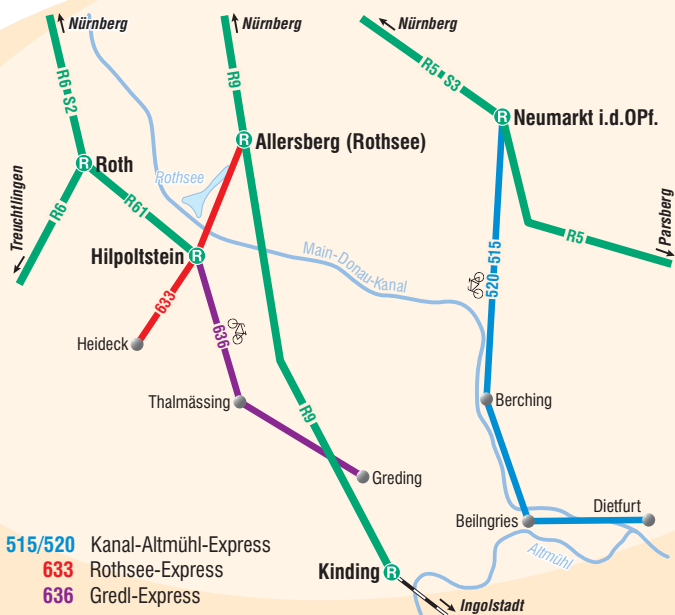 Nürnberg
Nürnberg
Nürnberg
R6·S2
R9
R5·S3
Neumarkt i.d.OPf.
Allersberg (Rothsee)
Roth
Rothsee
Treuchtlingen
R6
R61
Parsberg
R5
Hilpoltstein
Main-Donau-Kanal
520-515
633
636
Heideck
Thalmässing
R9
Berching
Greding
Beilngries
Dietfurt
Altmühl
515/520 Kanal-Altmühl-Express
633 Rothsee-Express
636 Gredl-Express
Kinding
Ingolstadt
R
R
R
R
R